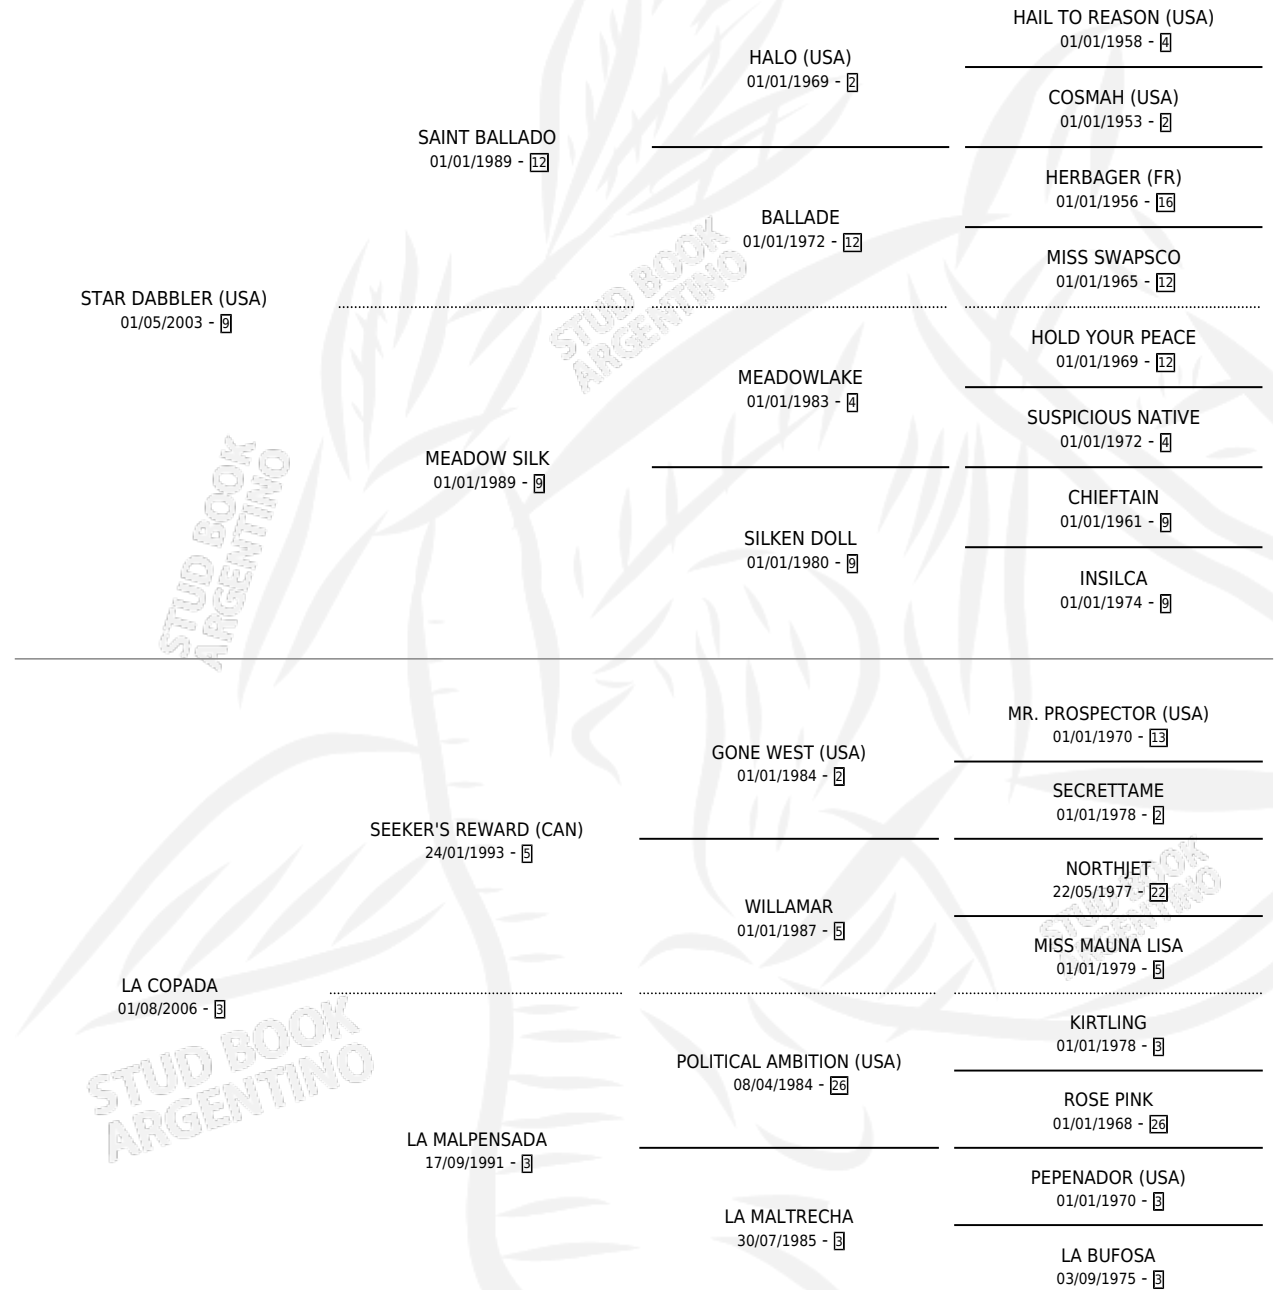 HAIL TO REASON (USA)
01/01/1958 - 4
HALO (USA)
01/01/1969 - 2
COSMAH (USA)
01/01/1953 - 2
SAINT BALLADO
01/01/1989 - 12
HERBAGER (FR)
01/01/1956 - 16
BALLADE
01/01/1972 - 12
MISS SWAPSCO
01/01/1965 - 12
STAR DABBLER (USA)
01/05/2003 - 9
STUD BOOK
ARGENTINO
HOLD YOUR PEACE
01/01/1969 - 12
MEADOWLAKE
01/01/1983 - 4
SUSPICIOUS NATIVE
01/01/1972 - 4
MEADOW SILK
01/01/1989 - 9
CHIEFTAIN
01/01/1961 - 9
SILKEN DOLL
01/01/1980 - 9
INSILCA
01/01/1974 - 9
STUD BOOK
ARGENTINO
MR. PROSPECTOR (USA)
01/01/1970 - 13
GONE WEST (USA)
01/01/1984 - 2
SECRETTAME
01/01/1978 - 2
SEEKER'S REWARD (CAN)
24/01/1993 - 5
NORTHJET
22/05/1977 - 22
WILLAMAR
01/01/1987 - 5
STUD BOOK
ARGENTINO
MISS MAUNA LISA
01/01/1979 - 5
LA COPADA
01/08/2006 - 3
KIRTLING
01/01/1978 - 3
STUD BOOK
ARGENTINO
POLITICAL AMBITION (USA)
08/04/1984 - 26
ROSE PINK
01/01/1968 - 26
LA MALPENSADA
17/09/1991 - 3
PEPENADOR (USA)
01/01/1970 - 3
LA MALTRECHA
30/07/1985 - 3
LA BUFOSA
03/09/1975 - 3